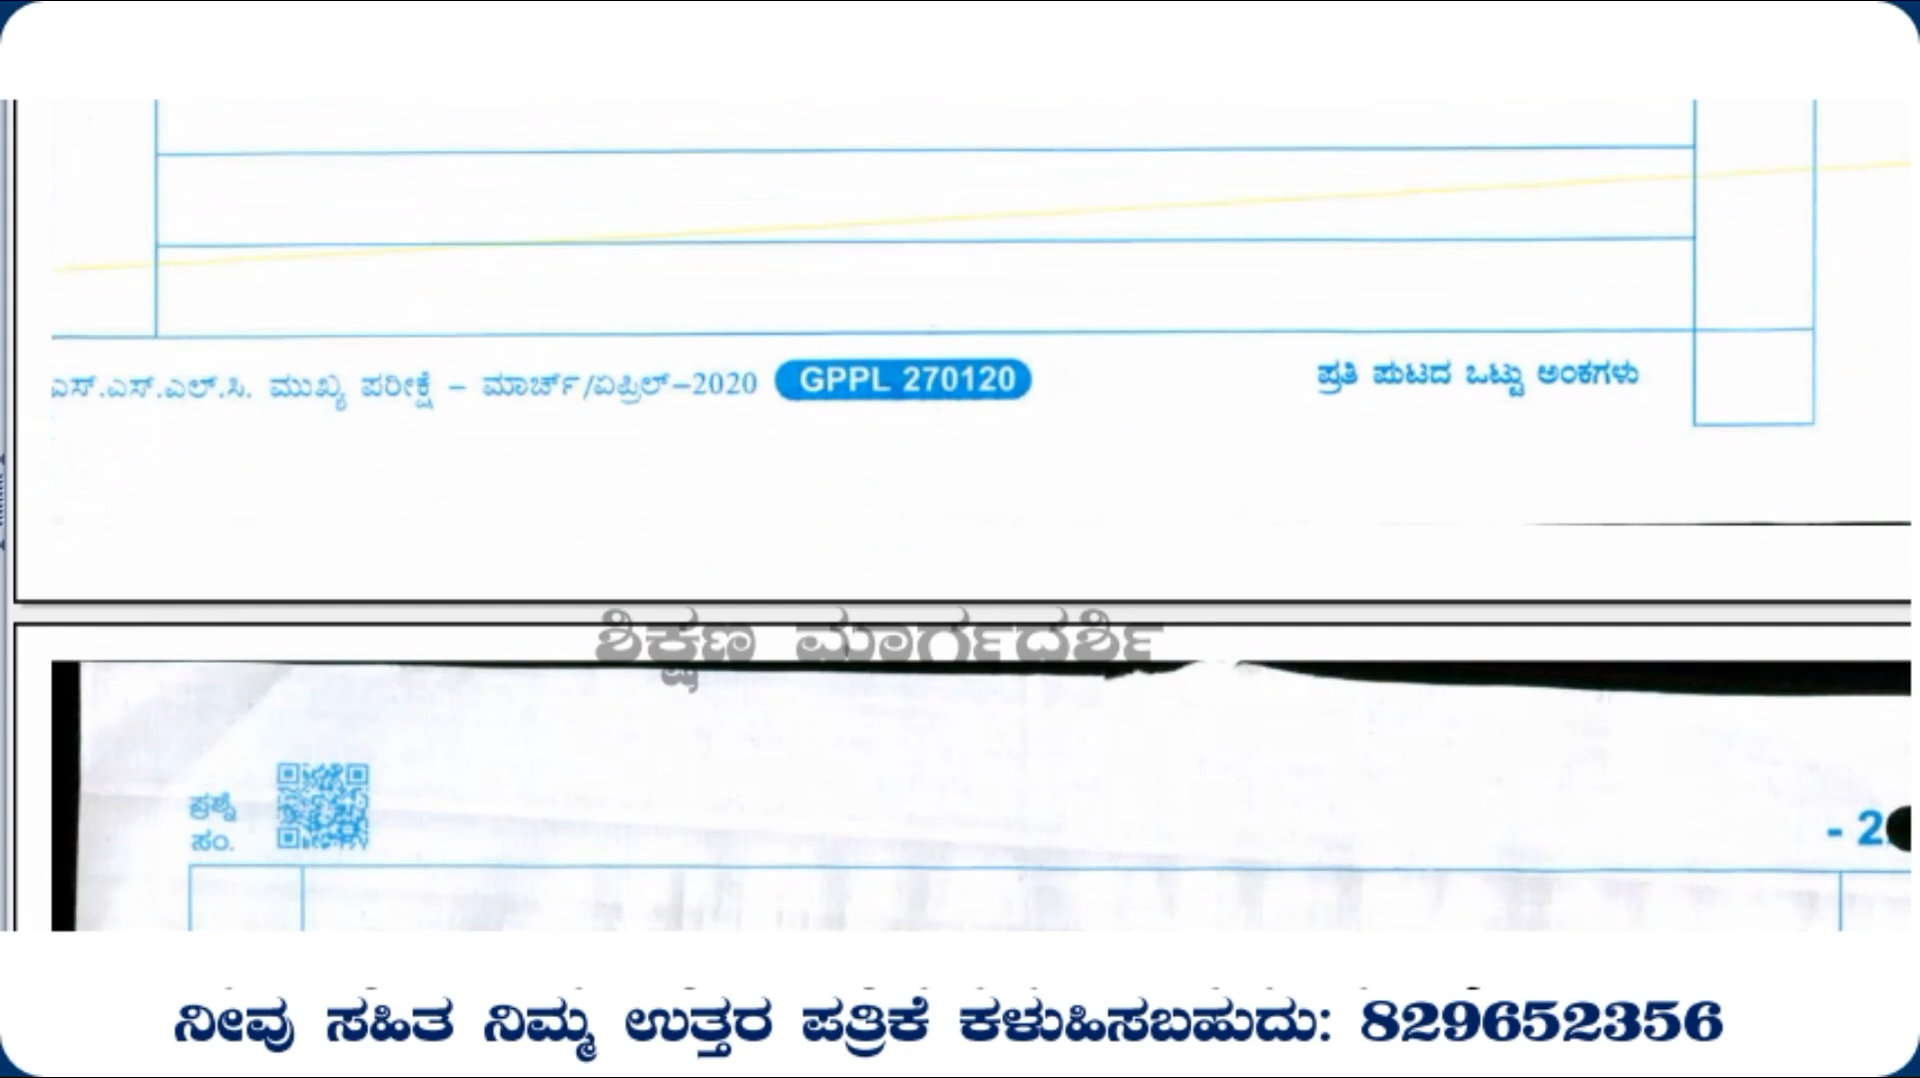 ಎಸ್.ಎಸ್.ಎಲ್.ಸಿ. ಮುಖ್ಯ ಪರೀಕ್ಷೆ – ಮಾರ್ಚ್/ಏಪ್ರಿಲ್–2020 GPPL 270120 ಪ್ರತಿ ಪುಟದ ಒಟ್ಟು ಅಂಕಗಳು
ಶಿಕ್ಷಣ ಮಾರ್ಗದರ್ಶಿ
ಪ್ರಶ್ನೆ
ಸಂ.
- 2
ನೀವು ಸಹಿತ ನಿಮ್ಮ ಉತ್ತರ ಪತ್ರಿಕೆ ಕಳುಹಿಸಬಹುದು: 829652356